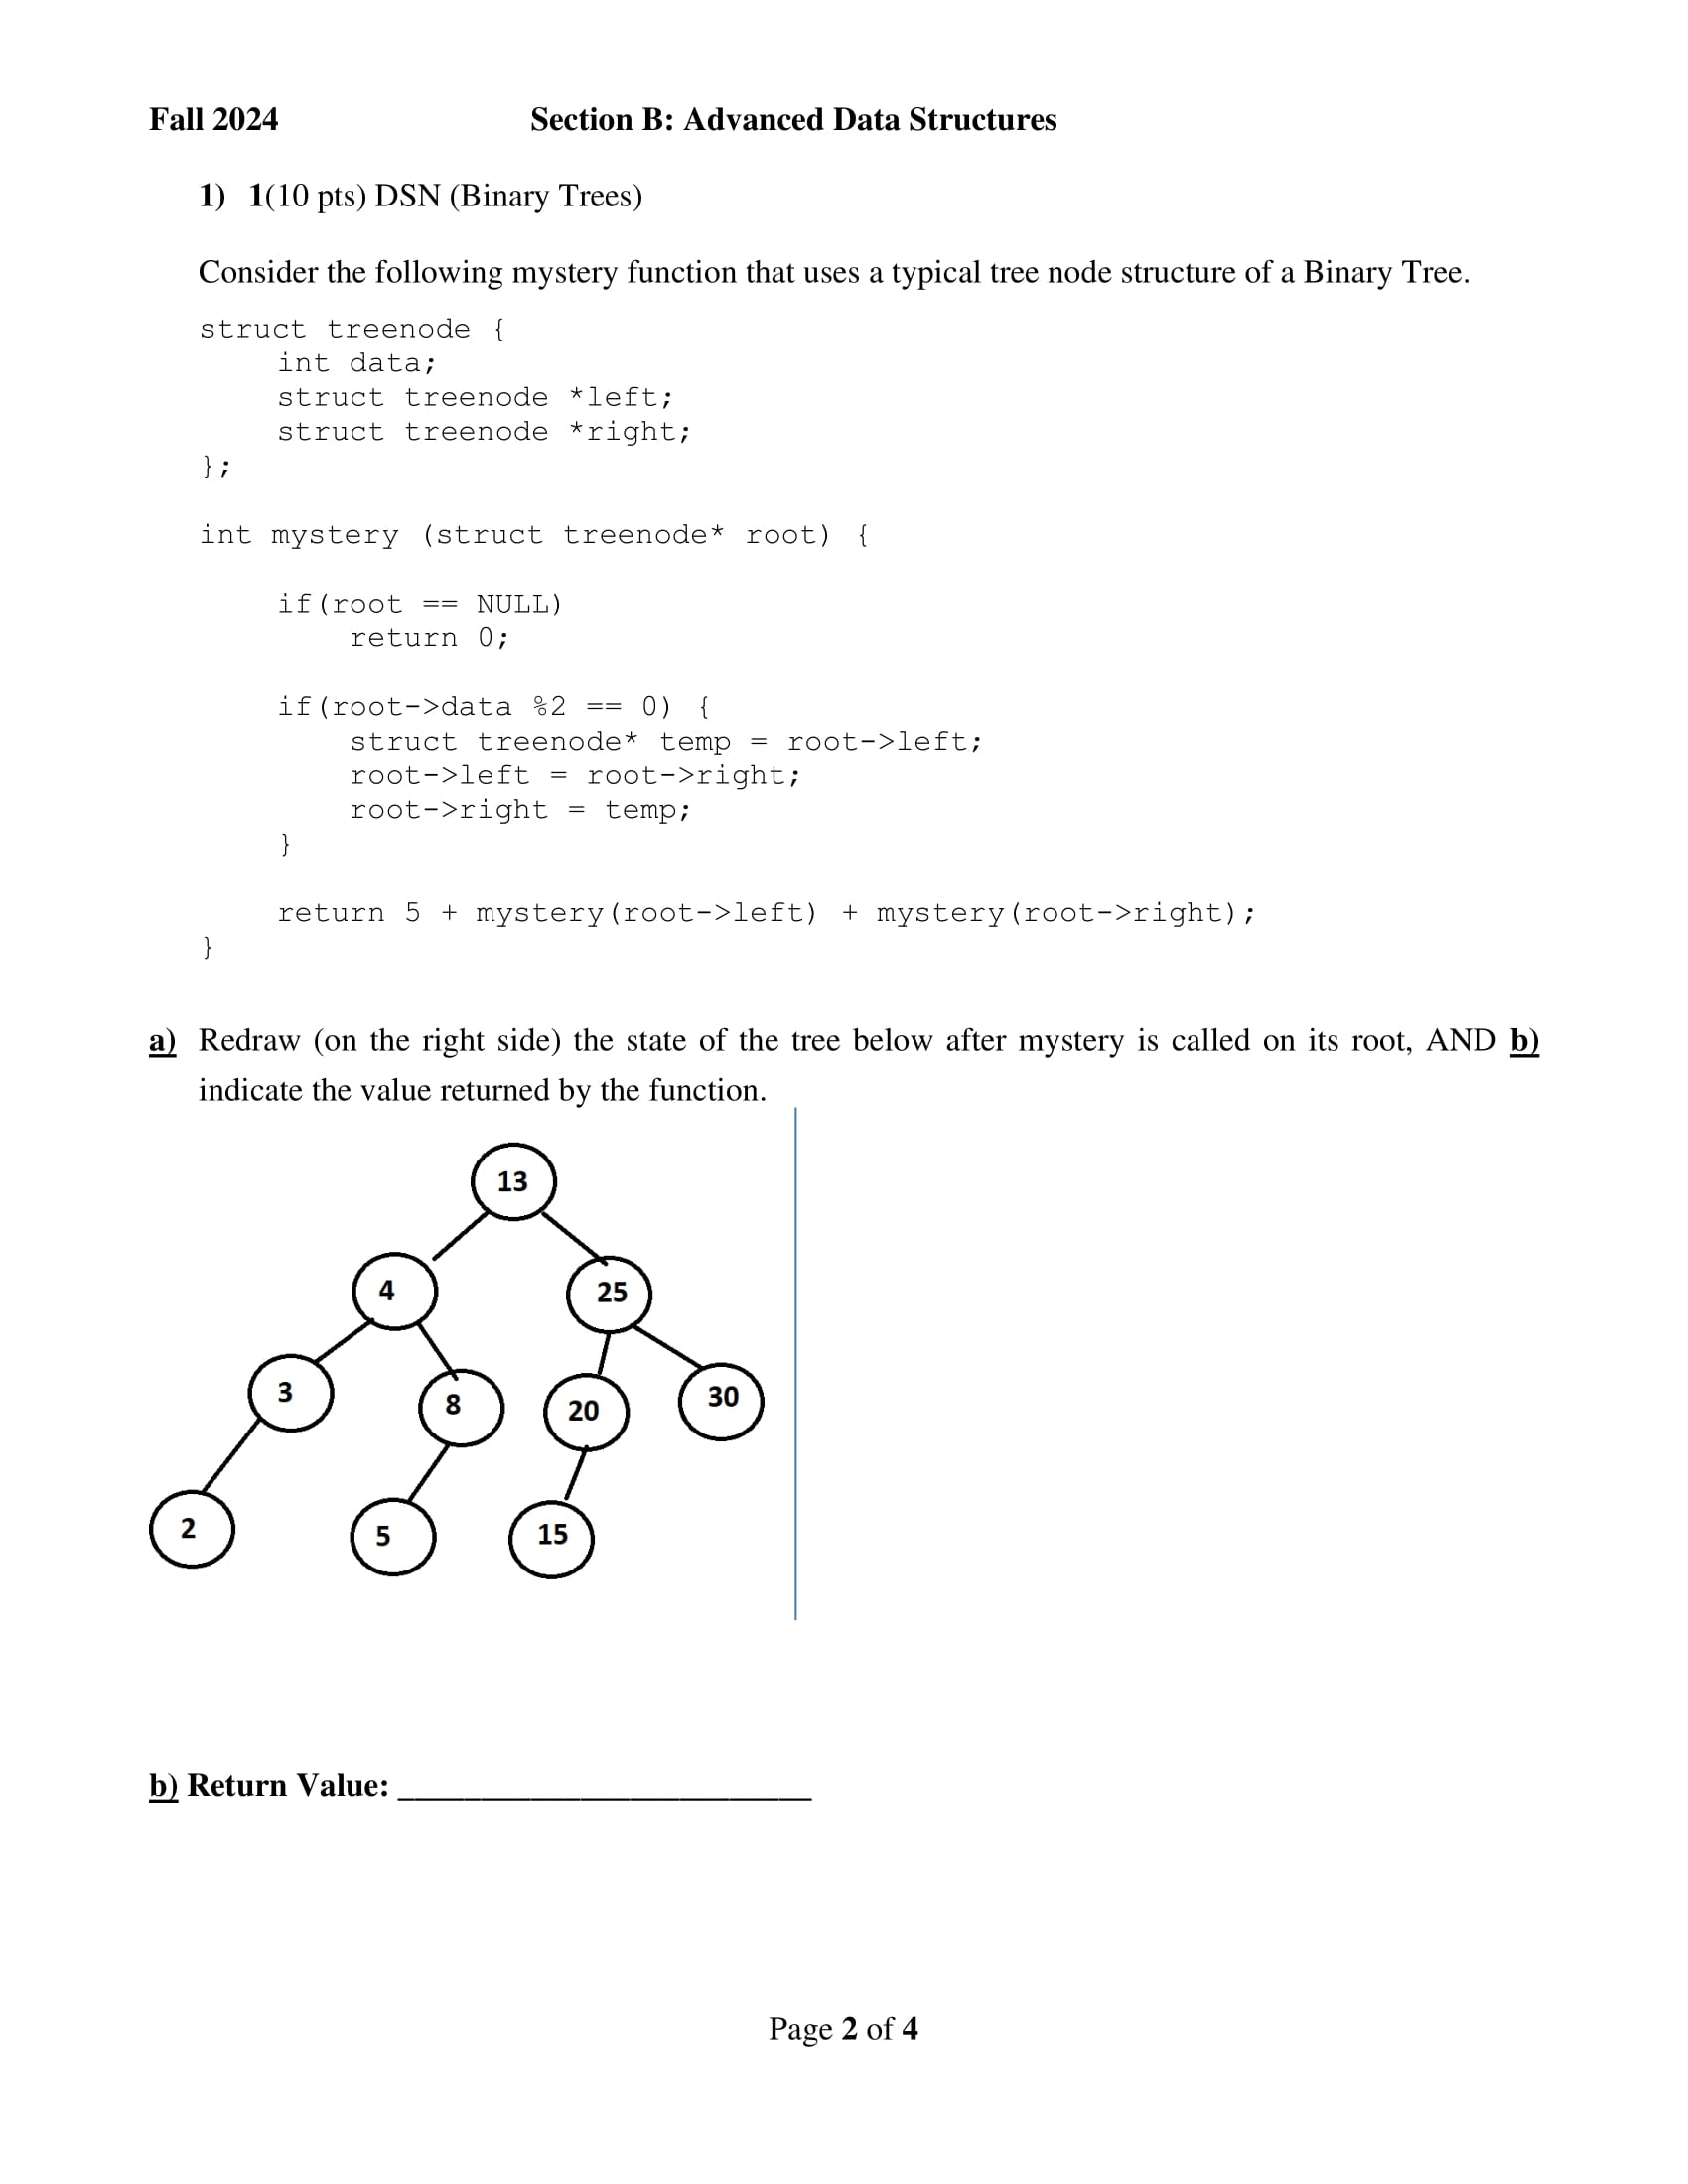 Fall 2024 Section B: Advanced Data Structures
1) 1(10 pts) DSN (Binary Trees)
Consider the following mystery function that uses a typical tree node structure of a Binary Tree.
struct treenode {
int data;
struct treenode *left;
struct treenode *right;
};
int mystery (struct treenode* root) {
if(root == NULL)
return 0;
if(root->data %2 == 0) {
struct treenode* temp = root->left;
root->left = root->right;
root->right = temp;
}
return 5 + mystery(root->left) + mystery(root->right);
}
a) Redraw (on the right side) the state of the tree below after mystery is called on its root, AND b)
indicate the value returned by the function.
13
4 25
3 8 20 30
2 5 15
b) Return Value: _________________________
Page 2 of 4